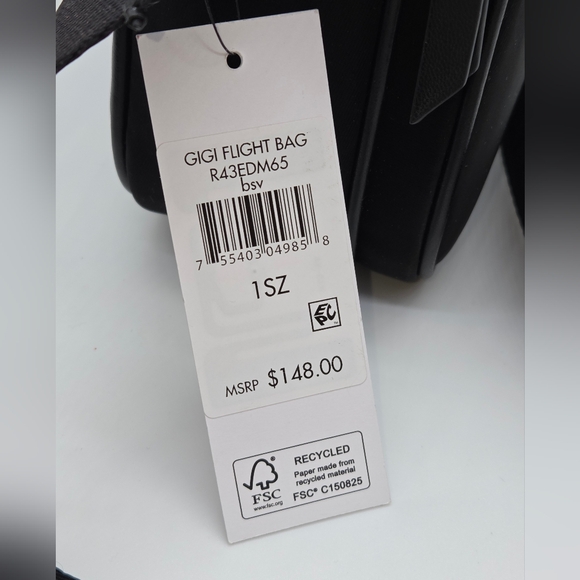 GIGI FLIGHT BAG
R43EDM65
bsv
7 55403 04985 8
1SZ
EPC
MSRP $148.00
RECYCLED
Paper made from
recycled material
FSC® C150825
FSC
www.fsc.org